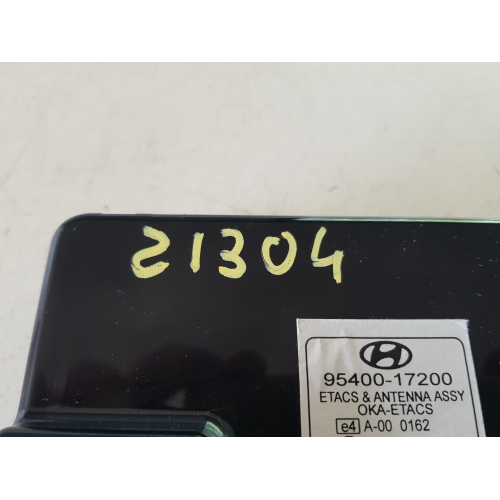 21304
95400-17200
ETACS & ANTENNA ASSY
OKA-ETACS
e4 A-00 0162